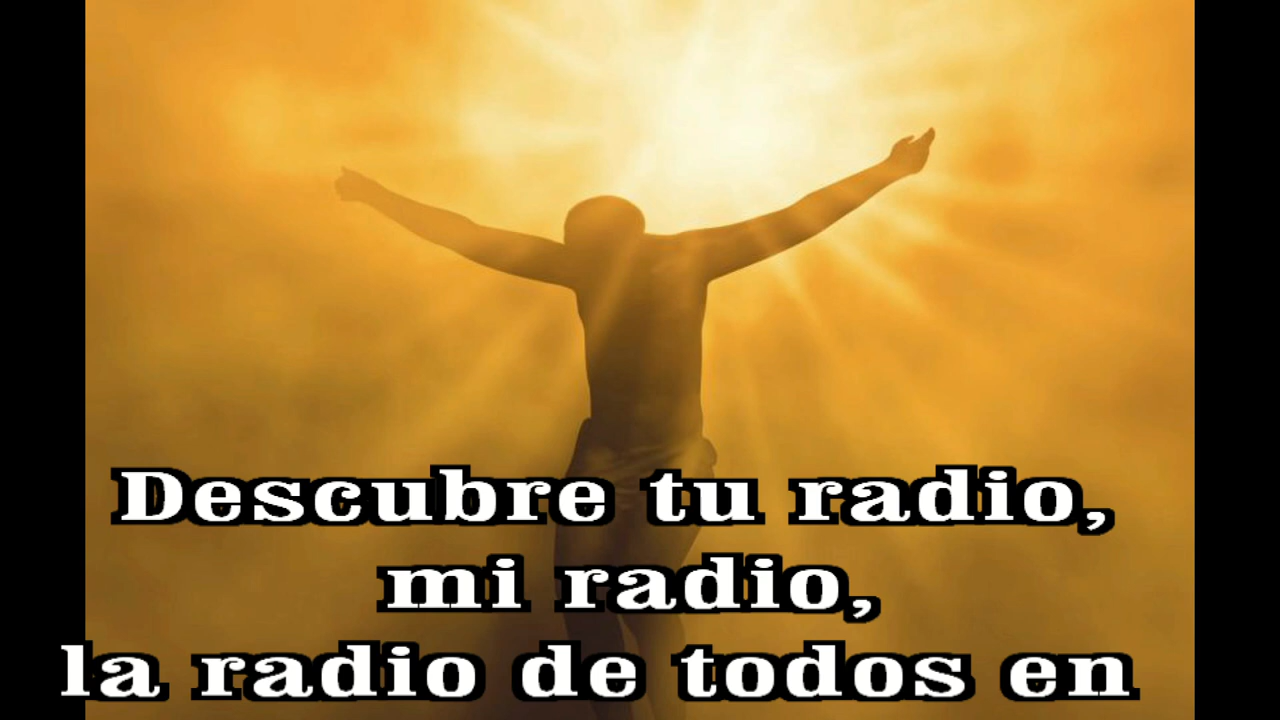 Descubre tu radio,
mi radio,
la radio de todos en